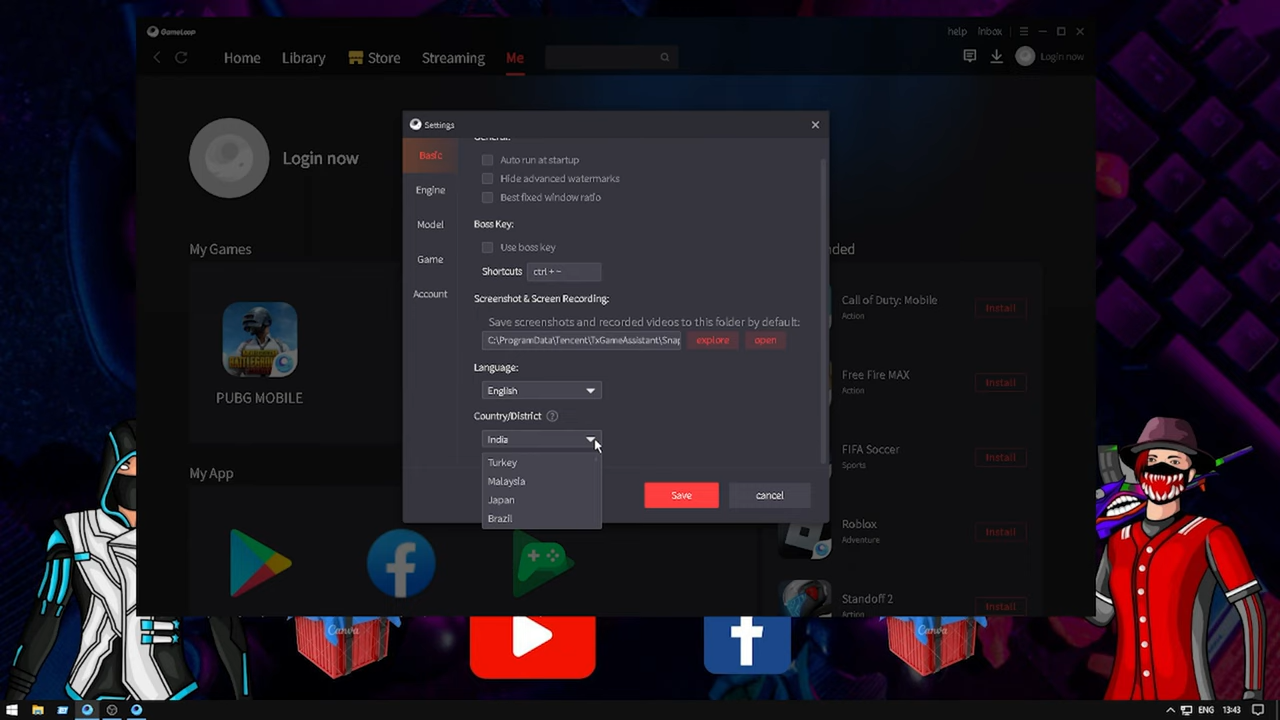 GameLoop
help Inbox
Home Library Store Streaming Me
Login now
Login now
My Games
PUBG MOBILE
My App
Settings
Basic
Engine
Model
Game
Account
General:
Auto run at startup
Hide advanced watermarks
Best fixed window ratio
Boss Key:
Use boss key
Shortcuts ctrl + ~
Screenshot & Screen Recording:
Save screenshots and recorded videos to this folder by default:
C:\ProgramData\Tencent\TxGameAssistant\Snap explore open
Language:
English
Country/District ?
India
Turkey
Malaysia
Japan
Brazil
Save cancel
ded
Call of Duty: Mobile
Action
Install
Free Fire MAX
Action
Install
FIFA Soccer
Sports
Install
Roblox
Adventure
Install
Standoff 2
Action
Install
Canva
Canva
ENG 13:43